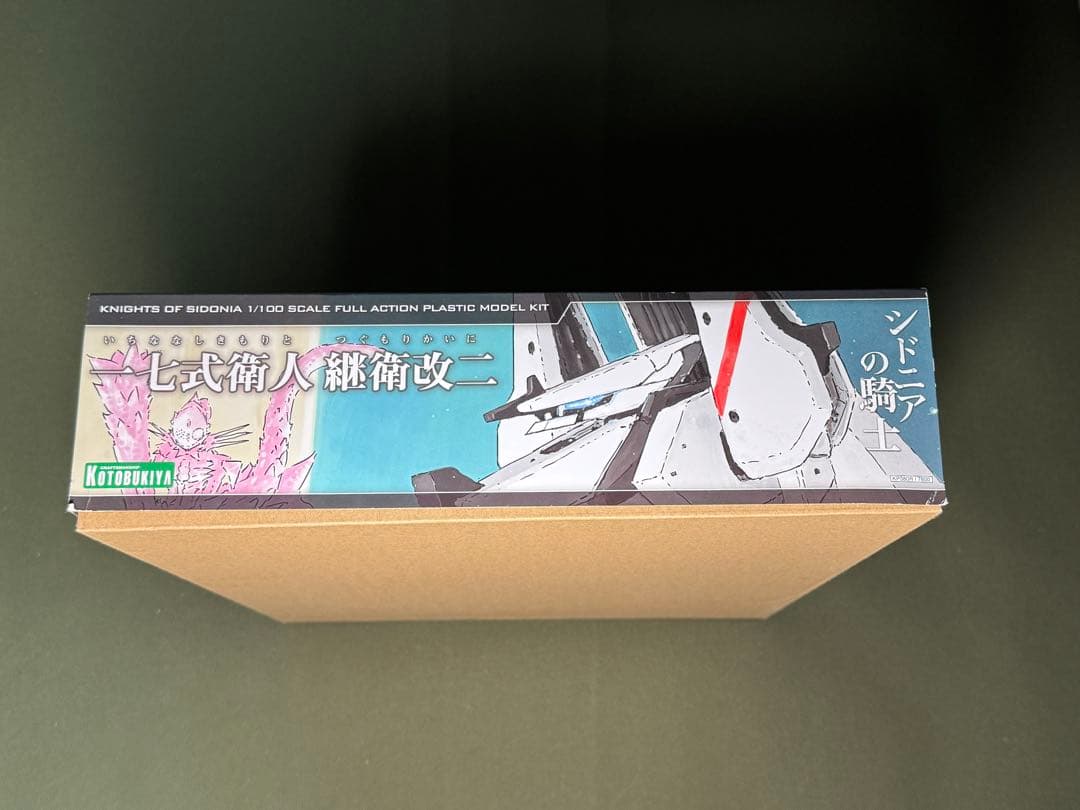 KNIGHTS OF SIDONIA 1/100 SCALE FULL ACTION PLASTIC MODEL KIT
いちななしきもりと つぐもりかいに
一七式衛人 継衛改二
シドニア
の騎士
CRAFTSMANSHIP
KOTOBUKIYA